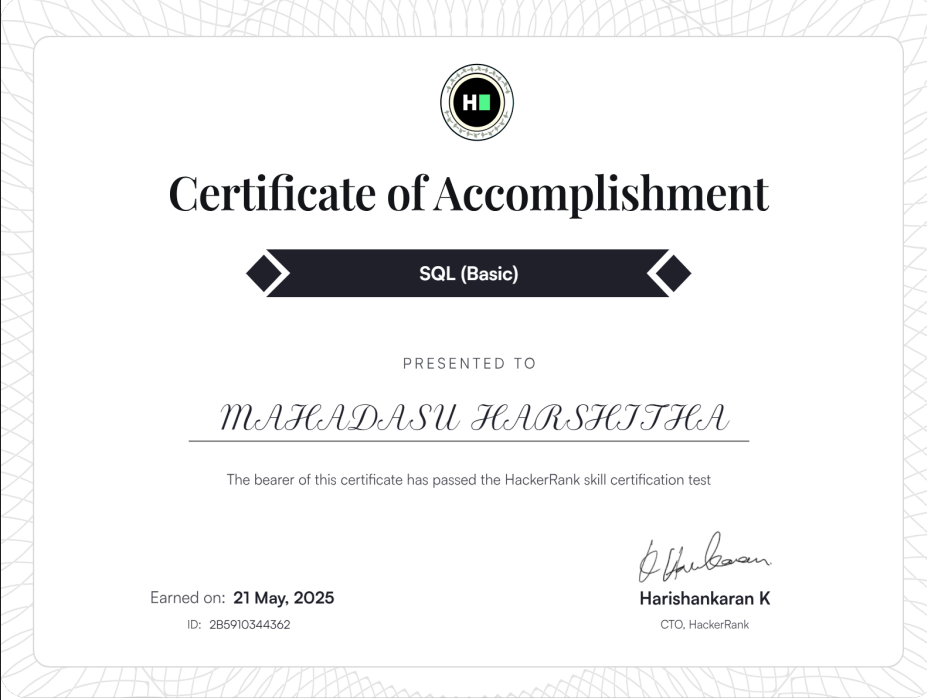 H
Certificate of Accomplishment
SQL (Basic)
PRESENTED TO
MAHADASU HARSHITHA
The bearer of this certificate has passed the HackerRank skill certification test
Earned on: 21 May, 2025
ID: 2B5910344362
Harishankaran K
CTO, HackerRank